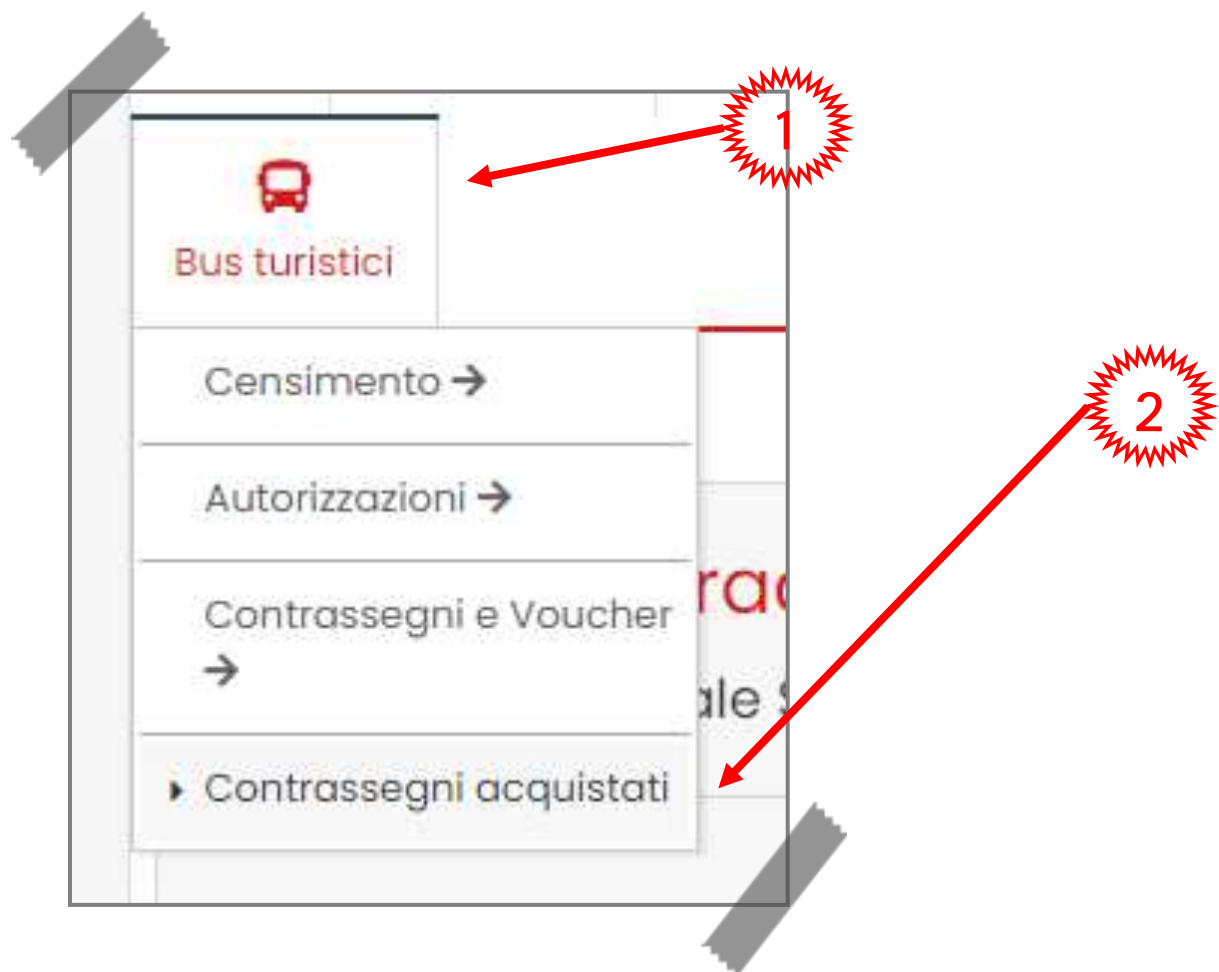 1
Bus turistici
Censimento →
2
Autorizzazioni →
Contrassegni e Voucher
→
Contrassegni acquistati